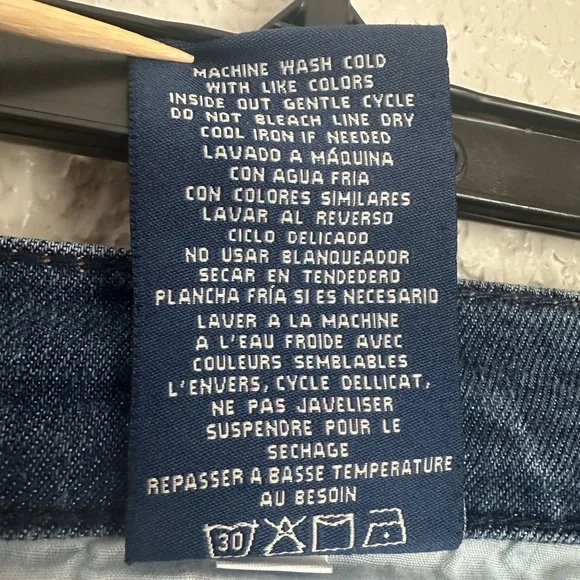 MACHINE WASH COLD
WITH LIKE COLORS
INSIDE OUT GENTLE CYCLE
DO NOT BLEACH LINE DRY
COOL IRON IF NEEDED
LAVADO A MÁQUINA
CON AGUA FRIA
CON COLORES SIMILARES
LAVAR AL REVERSO
CICLO DELICADO
NO USAR BLANQUEADOR
SECAR EN TENDEDERO
PLANCHA FRÍA SI ES NECESARIO
LAVER A LA MACHINE
A L'EAU FROIDE AVEC
COULEURS SEMBLABLES
L'ENVERS, CYCLE DELLICAT,
NE PAS JAVELISER
SUSPENDRE POUR LE
SECHAGE
REPASSER A BASSE TEMPERATURE
AU BESOIN
30